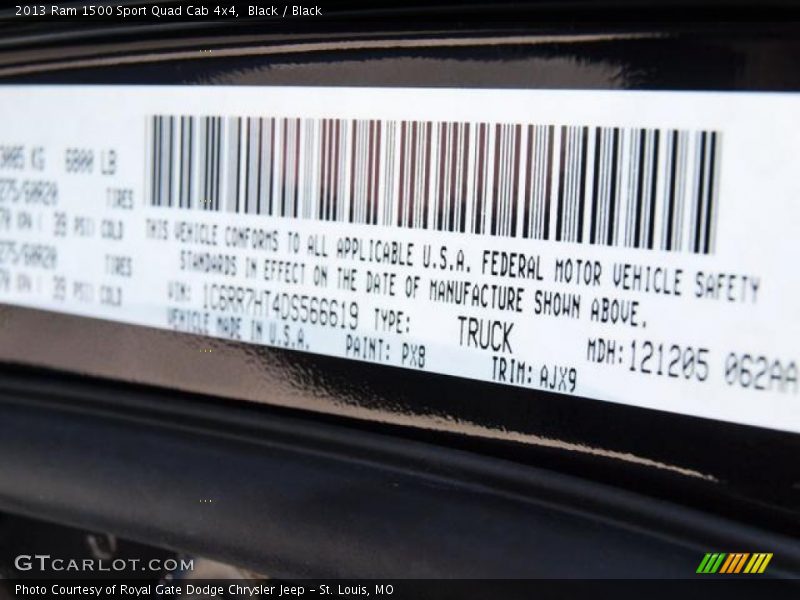 2013 Ram 1500 Sport Quad Cab 4x4,  Black / Black
3005 KG 6800 LB
275/60R20 TIRES
39 PSI) COLD
275/60R20 TIRES
39 PSI) COLD
THIS VEHICLE CONFORMS TO ALL APPLICABLE U.S.A. FEDERAL MOTOR VEHICLE SAFETY
STANDARDS IN EFFECT ON THE DATE OF MANUFACTURE SHOWN ABOVE.
VIN: 1C6RR7HT4DS566619 TYPE: TRUCK MDH: 121205 062AA
VEHICLE MADE IN U.S.A. PAINT: PX8 TRIM: AJX9
GTCARLOT.COM
Photo Courtesy of Royal Gate Dodge Chrysler Jeep – St. Louis, MO